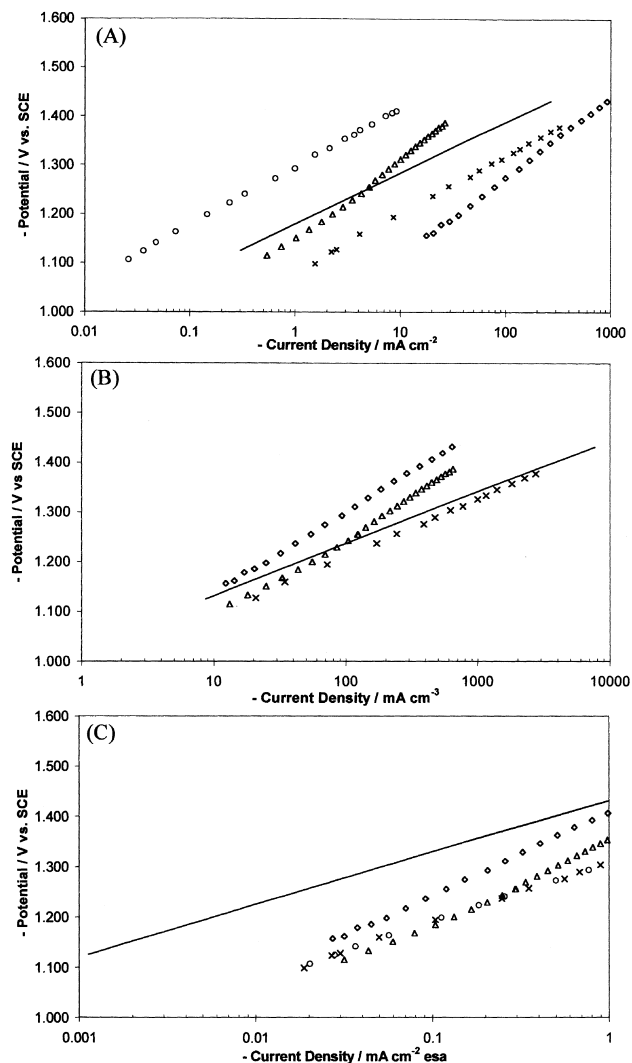 (A)
1.600
1.500
1.400
1.300
1.200
1.100
1.000
- Potential / V vs. SCE
0.01 0.1 1 10 100 1000
- Current Density / mA cm⁻²
(B)
1.600
1.500
1.400
1.300
1.200
1.100
1.000
- Potential / V vs SCE
1 10 100 1000 10000
- Current Density / mA cm⁻³
(C)
1.600
1.500
1.400
1.300
1.200
1.100
1.000
- Potential / V vs. SCE
0.001 0.01 0.1 1
- Current Density / mA cm⁻² esa